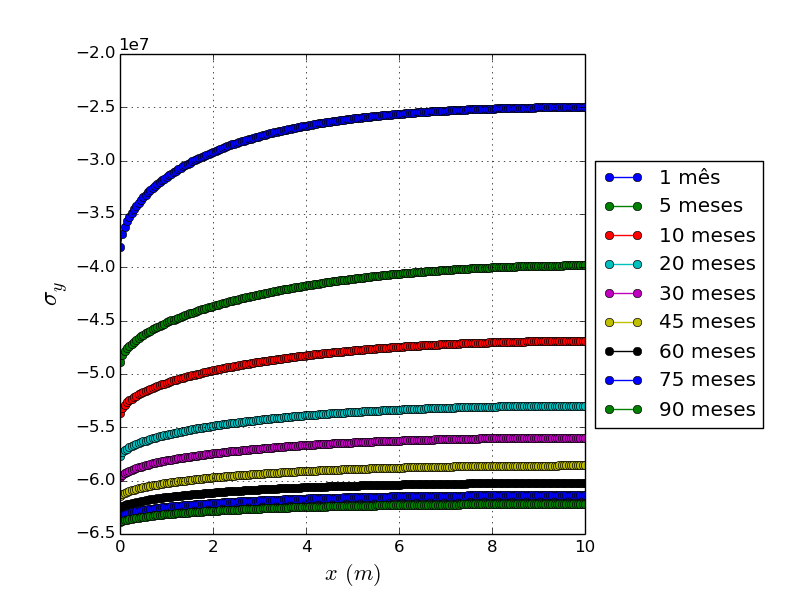 1e7
−2.0
−2.5
−3.0
−3.5
−4.0
−4.5
−5.0
−5.5
−6.0
−6.5
σ_y
0 2 4 6 8 10
x (m)
1 mês
5 meses
10 meses
20 meses
30 meses
45 meses
60 meses
75 meses
90 meses